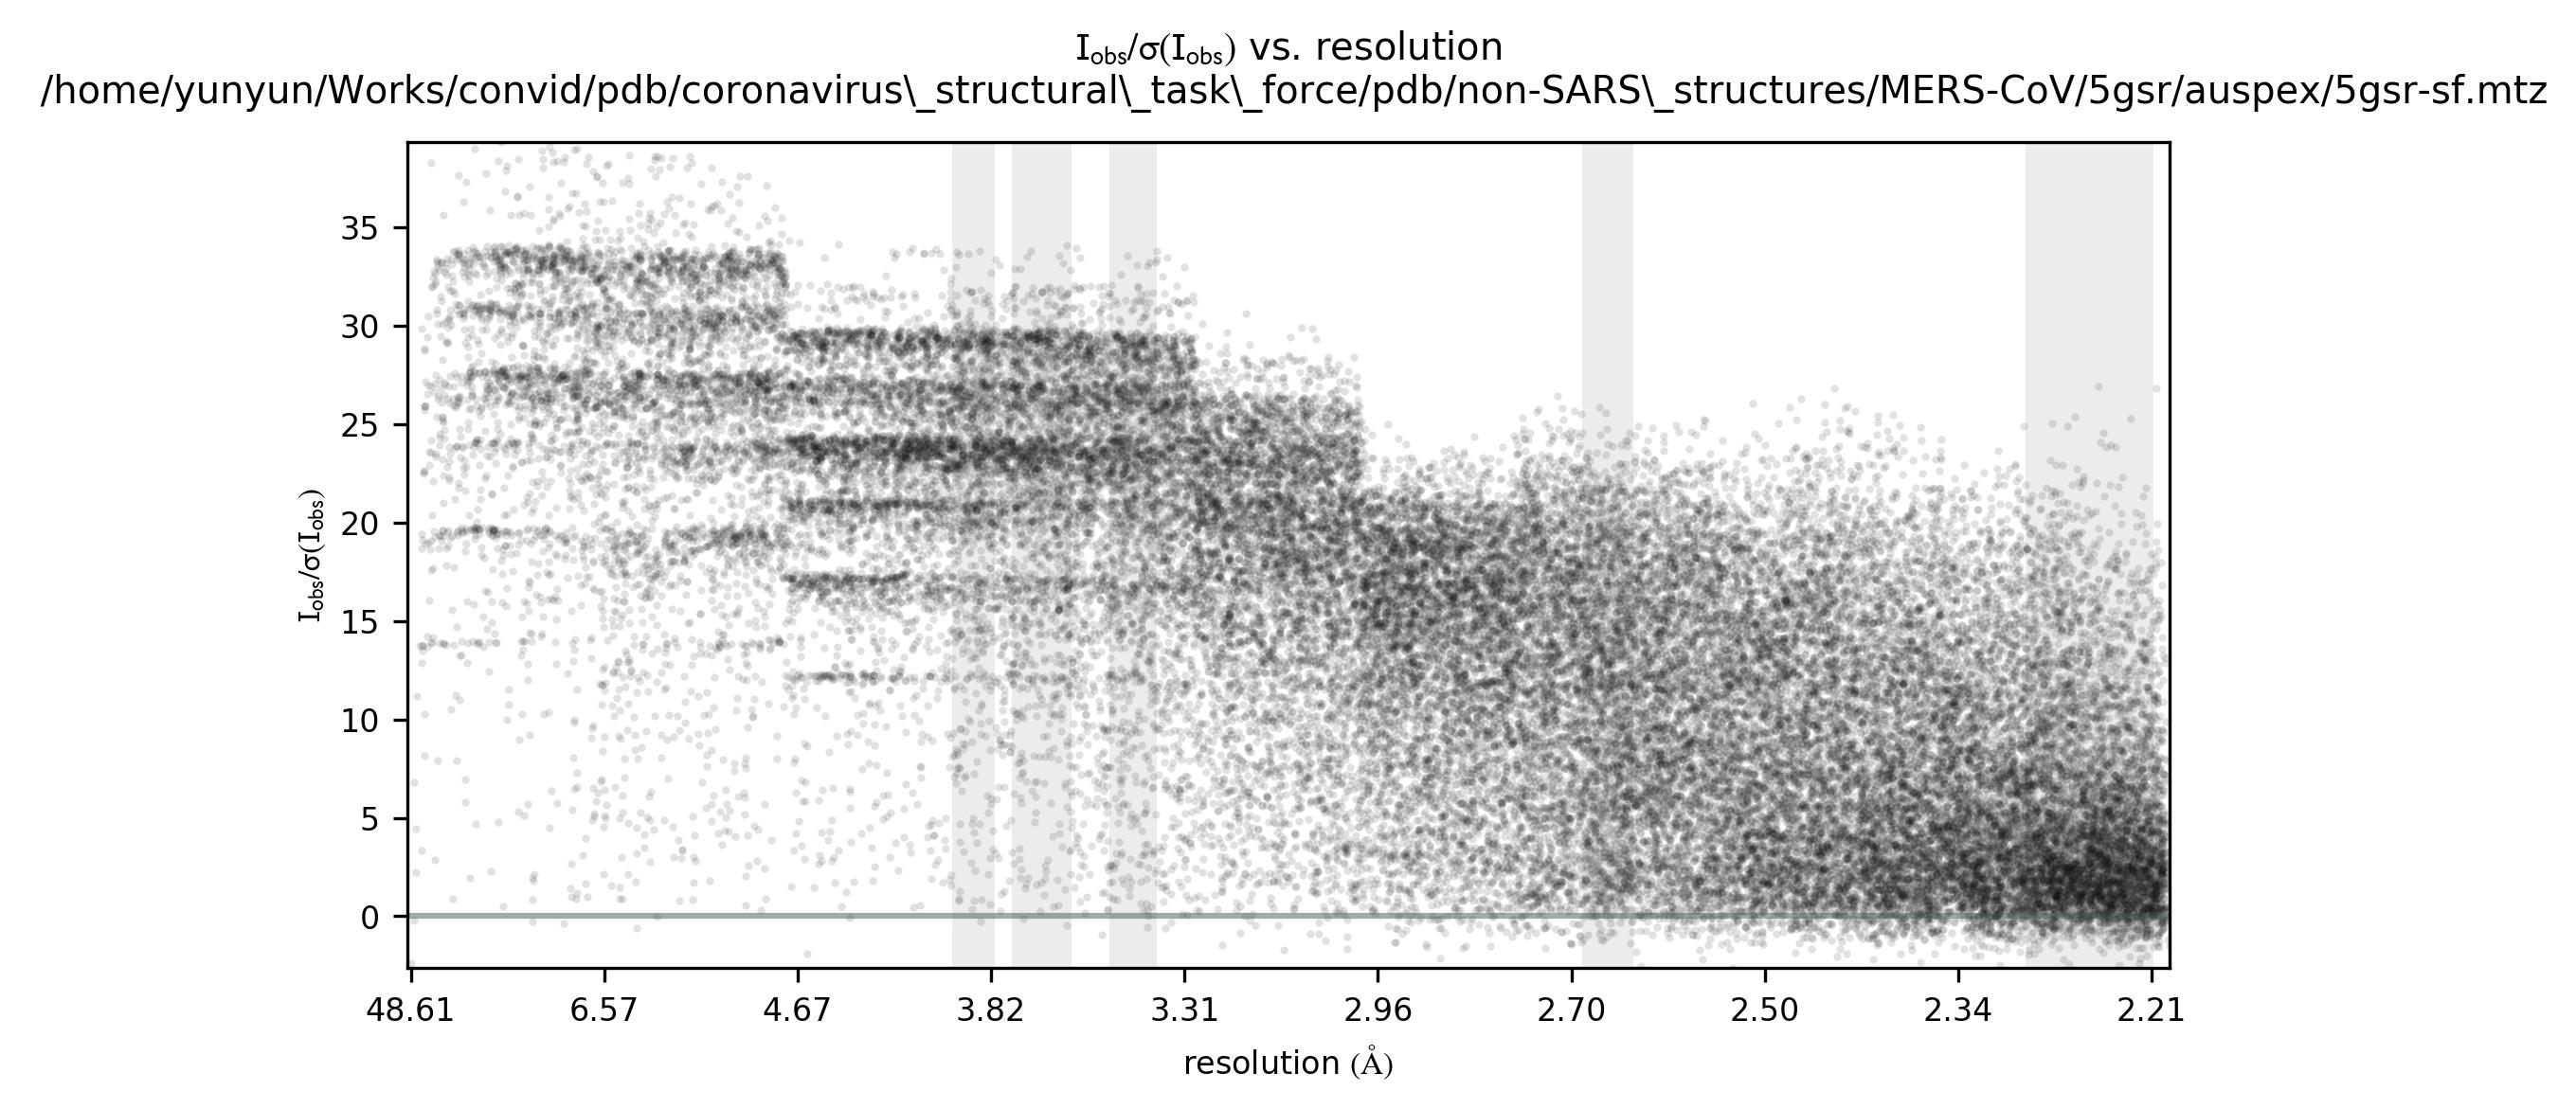 Iobs/σ(Iobs) vs. resolution
/home/yunyun/Works/convid/pdb/coronavirus\_structural\_task\_force/pdb/non-SARS\_structures/MERS-CoV/5gsr/auspex/5gsr-sf.mtz
Iobs/σ(Iobs)
35
30
25
20
15
10
5
0
48.61 6.57 4.67 3.82 3.31 2.96 2.70 2.50 2.34 2.21
resolution (Å)